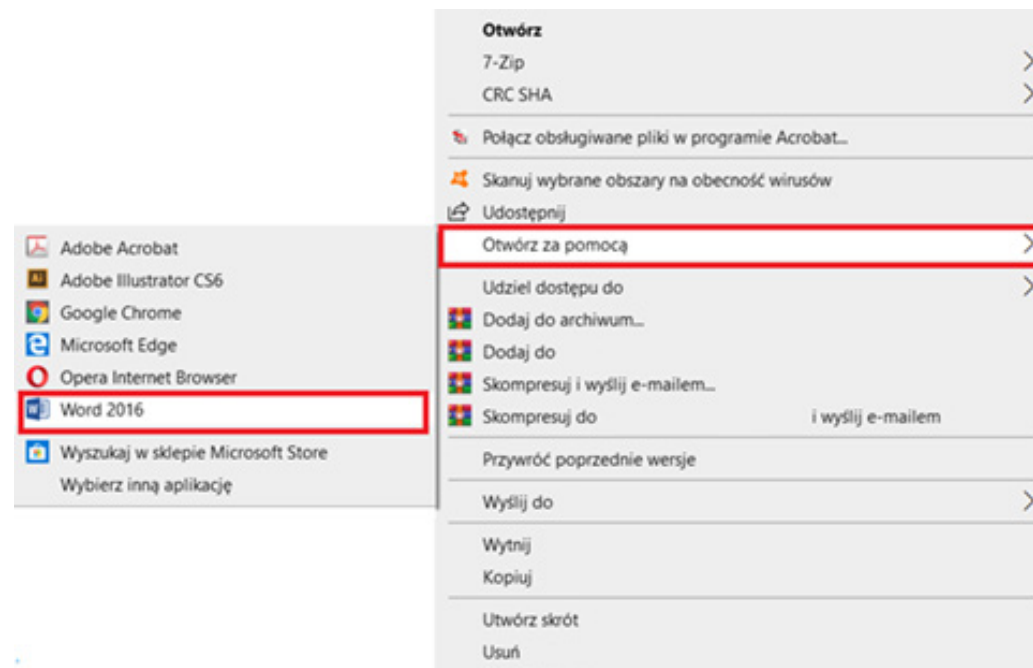 Otwórz
7-Zip
CRC SHA
Połącz obsługiwane pliki w programie Acrobat...
Skanuj wybrane obszary na obecność wirusów
Udostępnij
Otwórz za pomocą
Udziel dostępu do
Dodaj do archiwum...
Dodaj do
Skompresuj i wyślij e-mailem...
Skompresuj do i wyślij e-mailem
Przywróć poprzednie wersje
Wyślij do
Wytnij
Kopiuj
Utwórz skrót
Usuń
Adobe Acrobat
Adobe Illustrator CS6
Google Chrome
Microsoft Edge
Opera Internet Browser
Word 2016
Wyszukaj w sklepie Microsoft Store
Wybierz inną aplikację